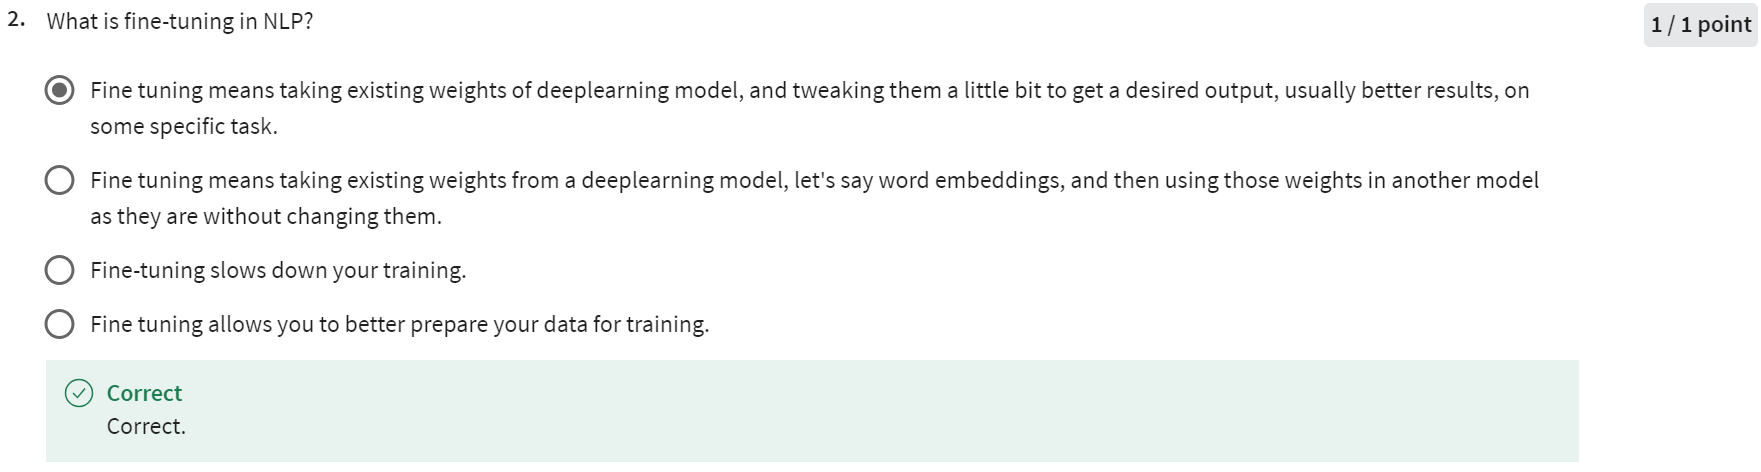 2. What is fine-tuning in NLP?
1 / 1 point
Fine tuning means taking existing weights of deeplearning model, and tweaking them a little bit to get a desired output, usually better results, on
some specific task.
Fine tuning means taking existing weights from a deeplearning model, let's say word embeddings, and then using those weights in another model
as they are without changing them.
Fine-tuning slows down your training.
Fine tuning allows you to better prepare your data for training.
Correct
Correct.